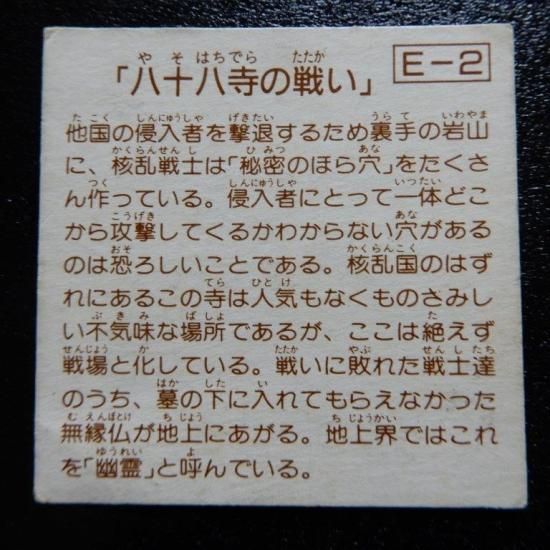 「八十八寺の戦い」 E-2
他国の侵入者を撃退するため裏手の岩山
に、核乱戦士は「秘密のほら穴」をたくさ
ん作っている。侵入者にとって一体どこ
から攻撃してくるかわからない穴がある
のは恐ろしいことである。核乱国のはず
れにあるこの寺は人気もなくものさみし
い不気味な場所であるが、ここは絶えず
戦場と化している。戦いに敗れた戦士達
のうち、墓の下に入れてもらえなかった
無縁仏が地上にあがる。地上界ではこれ
を「幽霊」と呼んでいる。